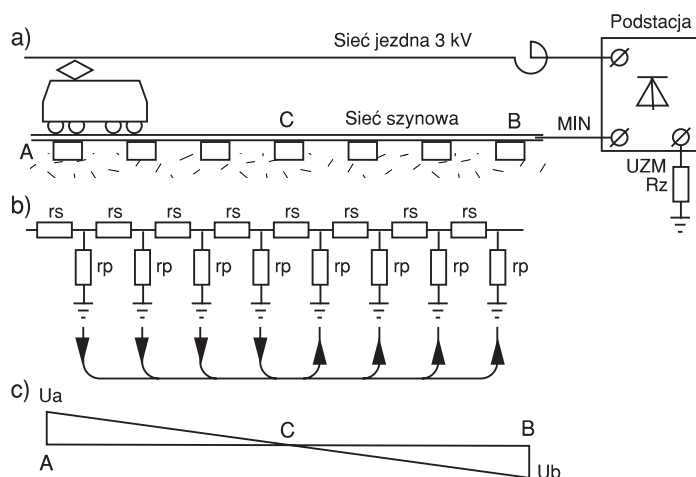 Podstacja
a)
Sieć jezdna 3 kV
C
Sieć szynowa
B
MIN
A
UZM
Rz
b)
rs rs rs rs rs rs rs rs
rp rp rp rp rp rp rp rp
c)
Ua
C
B
A
Ub